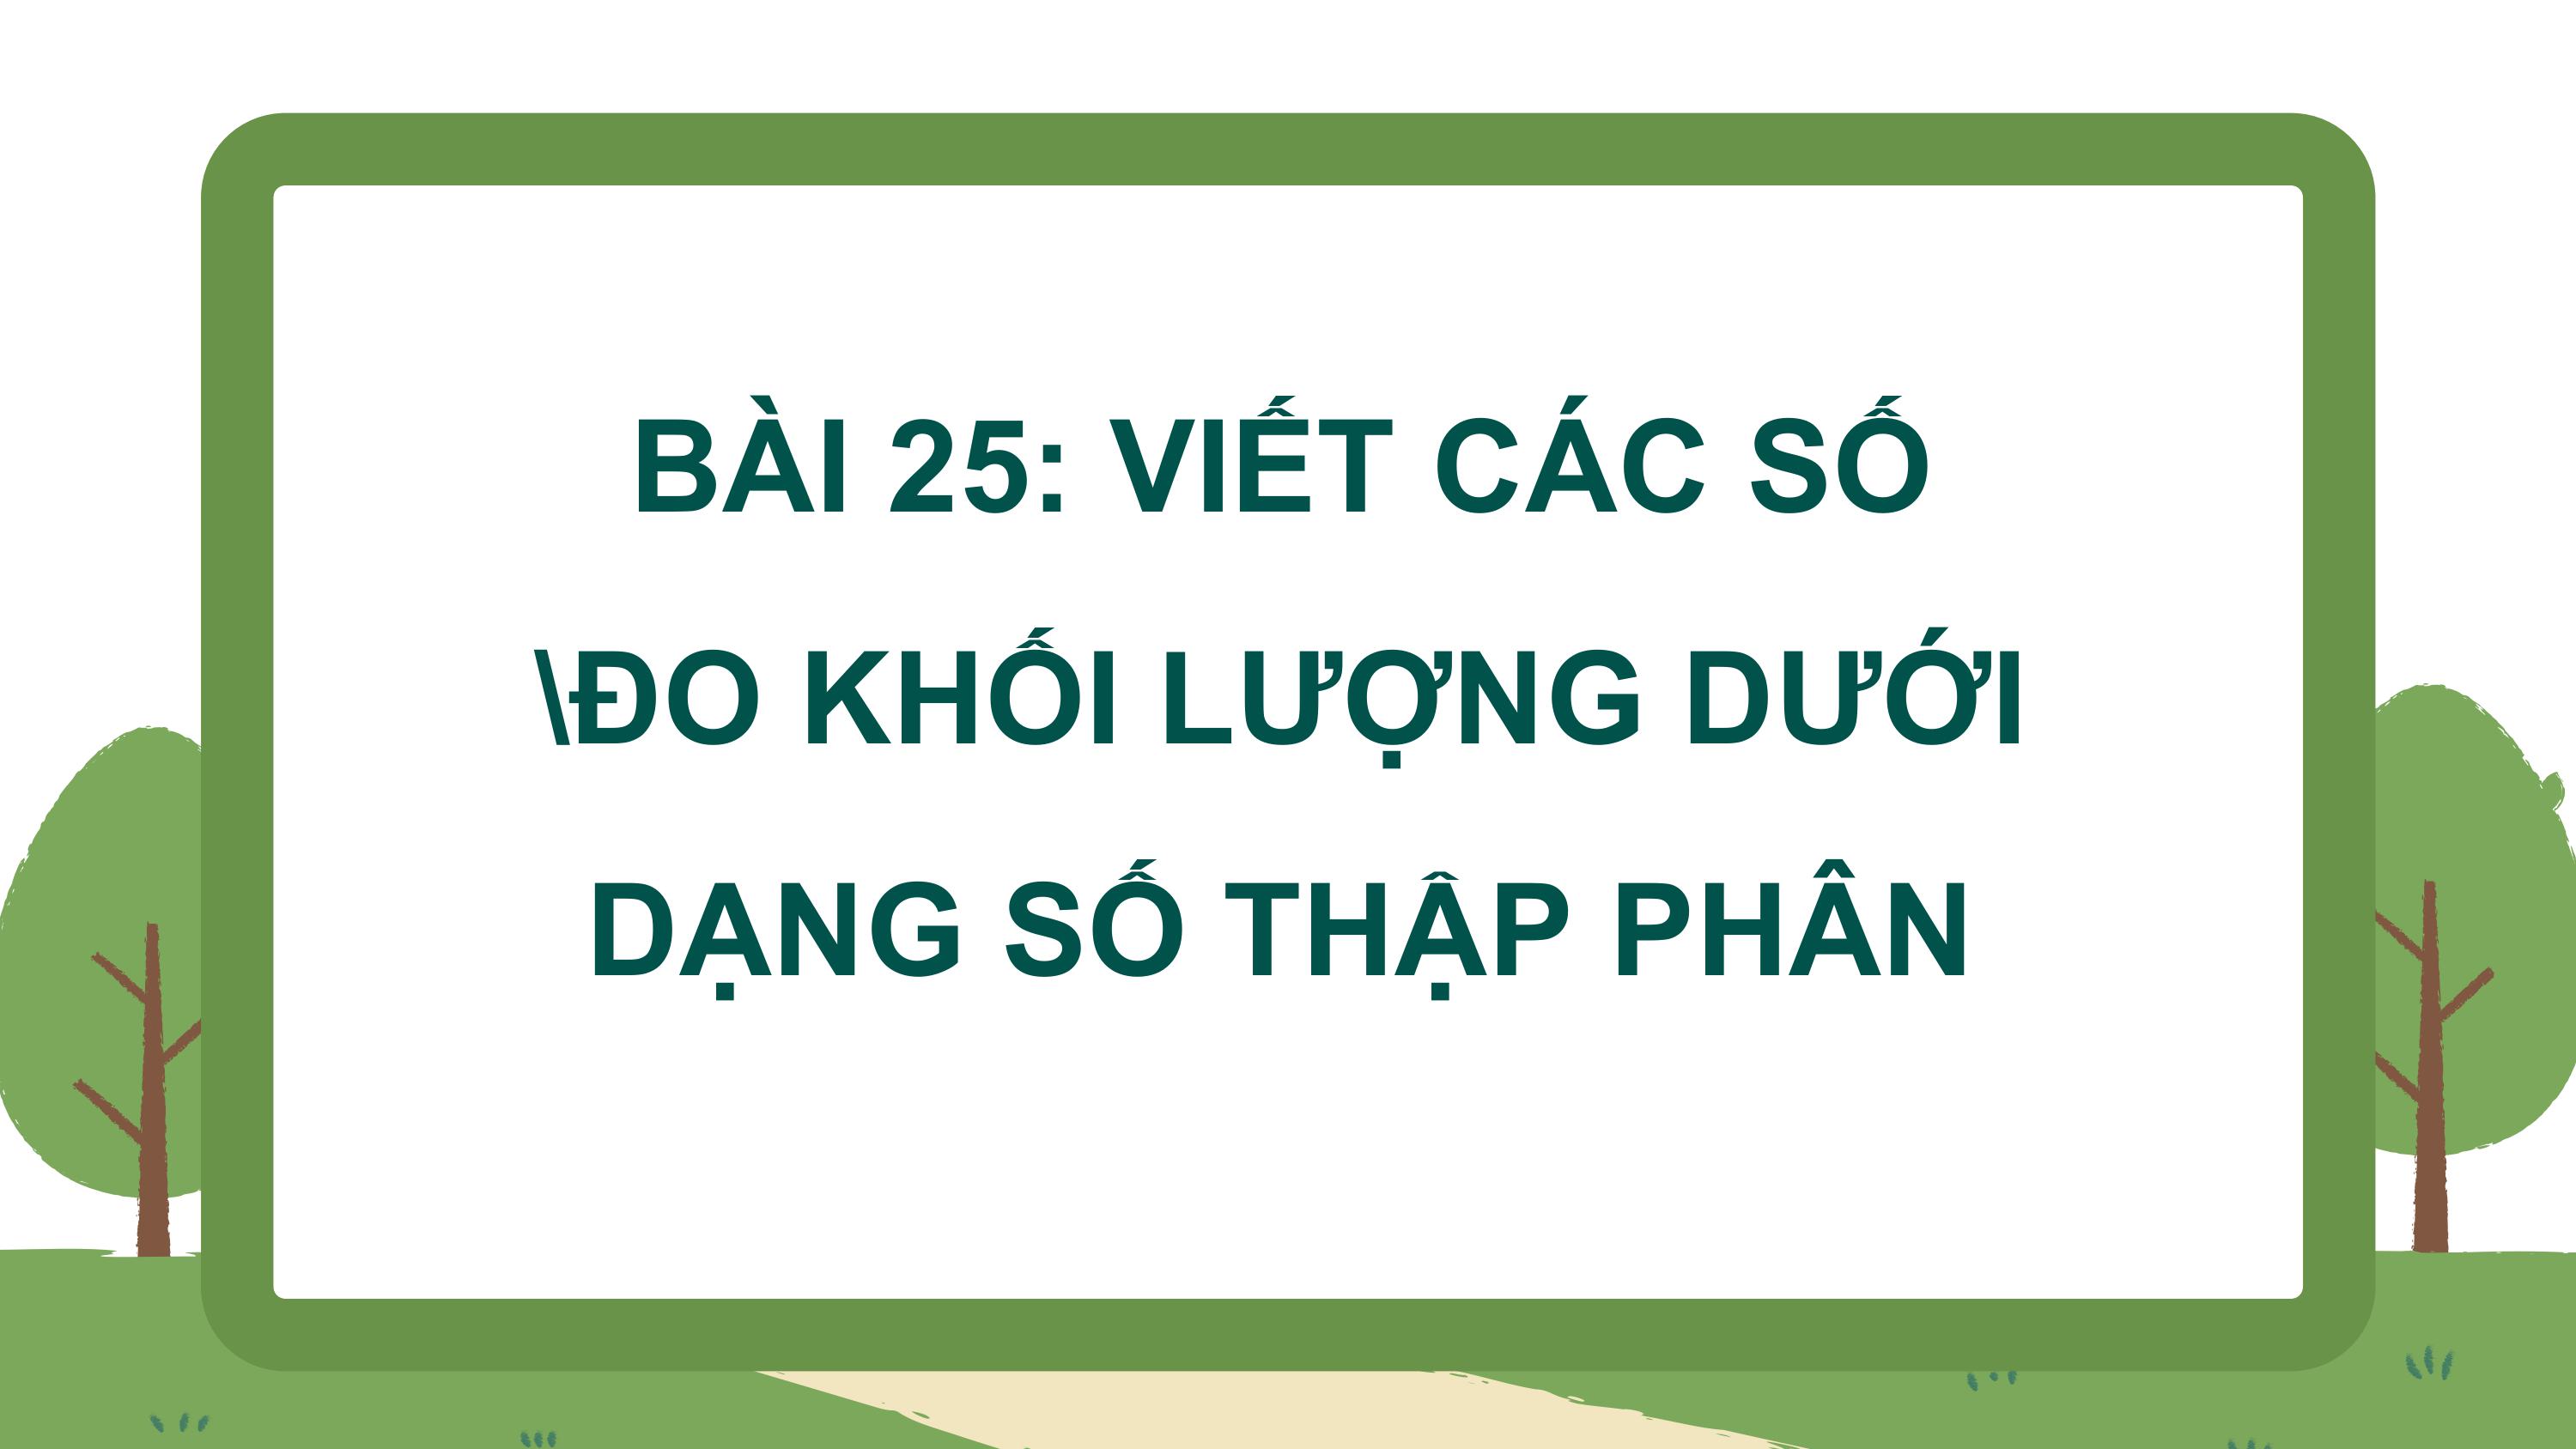 BÀI 25: VIẾT CÁC SỐ
\ĐO KHỐI LƯỢNG DƯỚI
DẠNG SỐ THẬP PHÂN